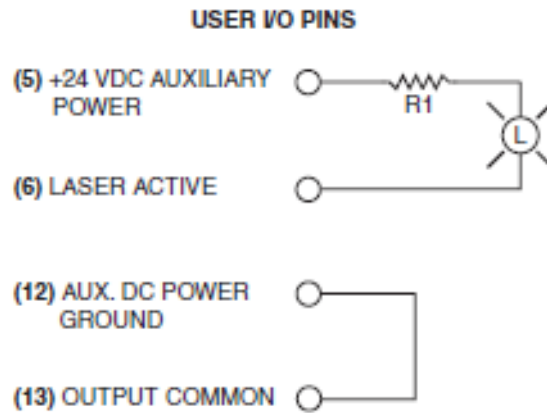 USER I/O PINS
(5) +24 VDC AUXILIARY
POWER
R1
L
(6) LASER ACTIVE
(12) AUX. DC POWER
GROUND
(13) OUTPUT COMMON